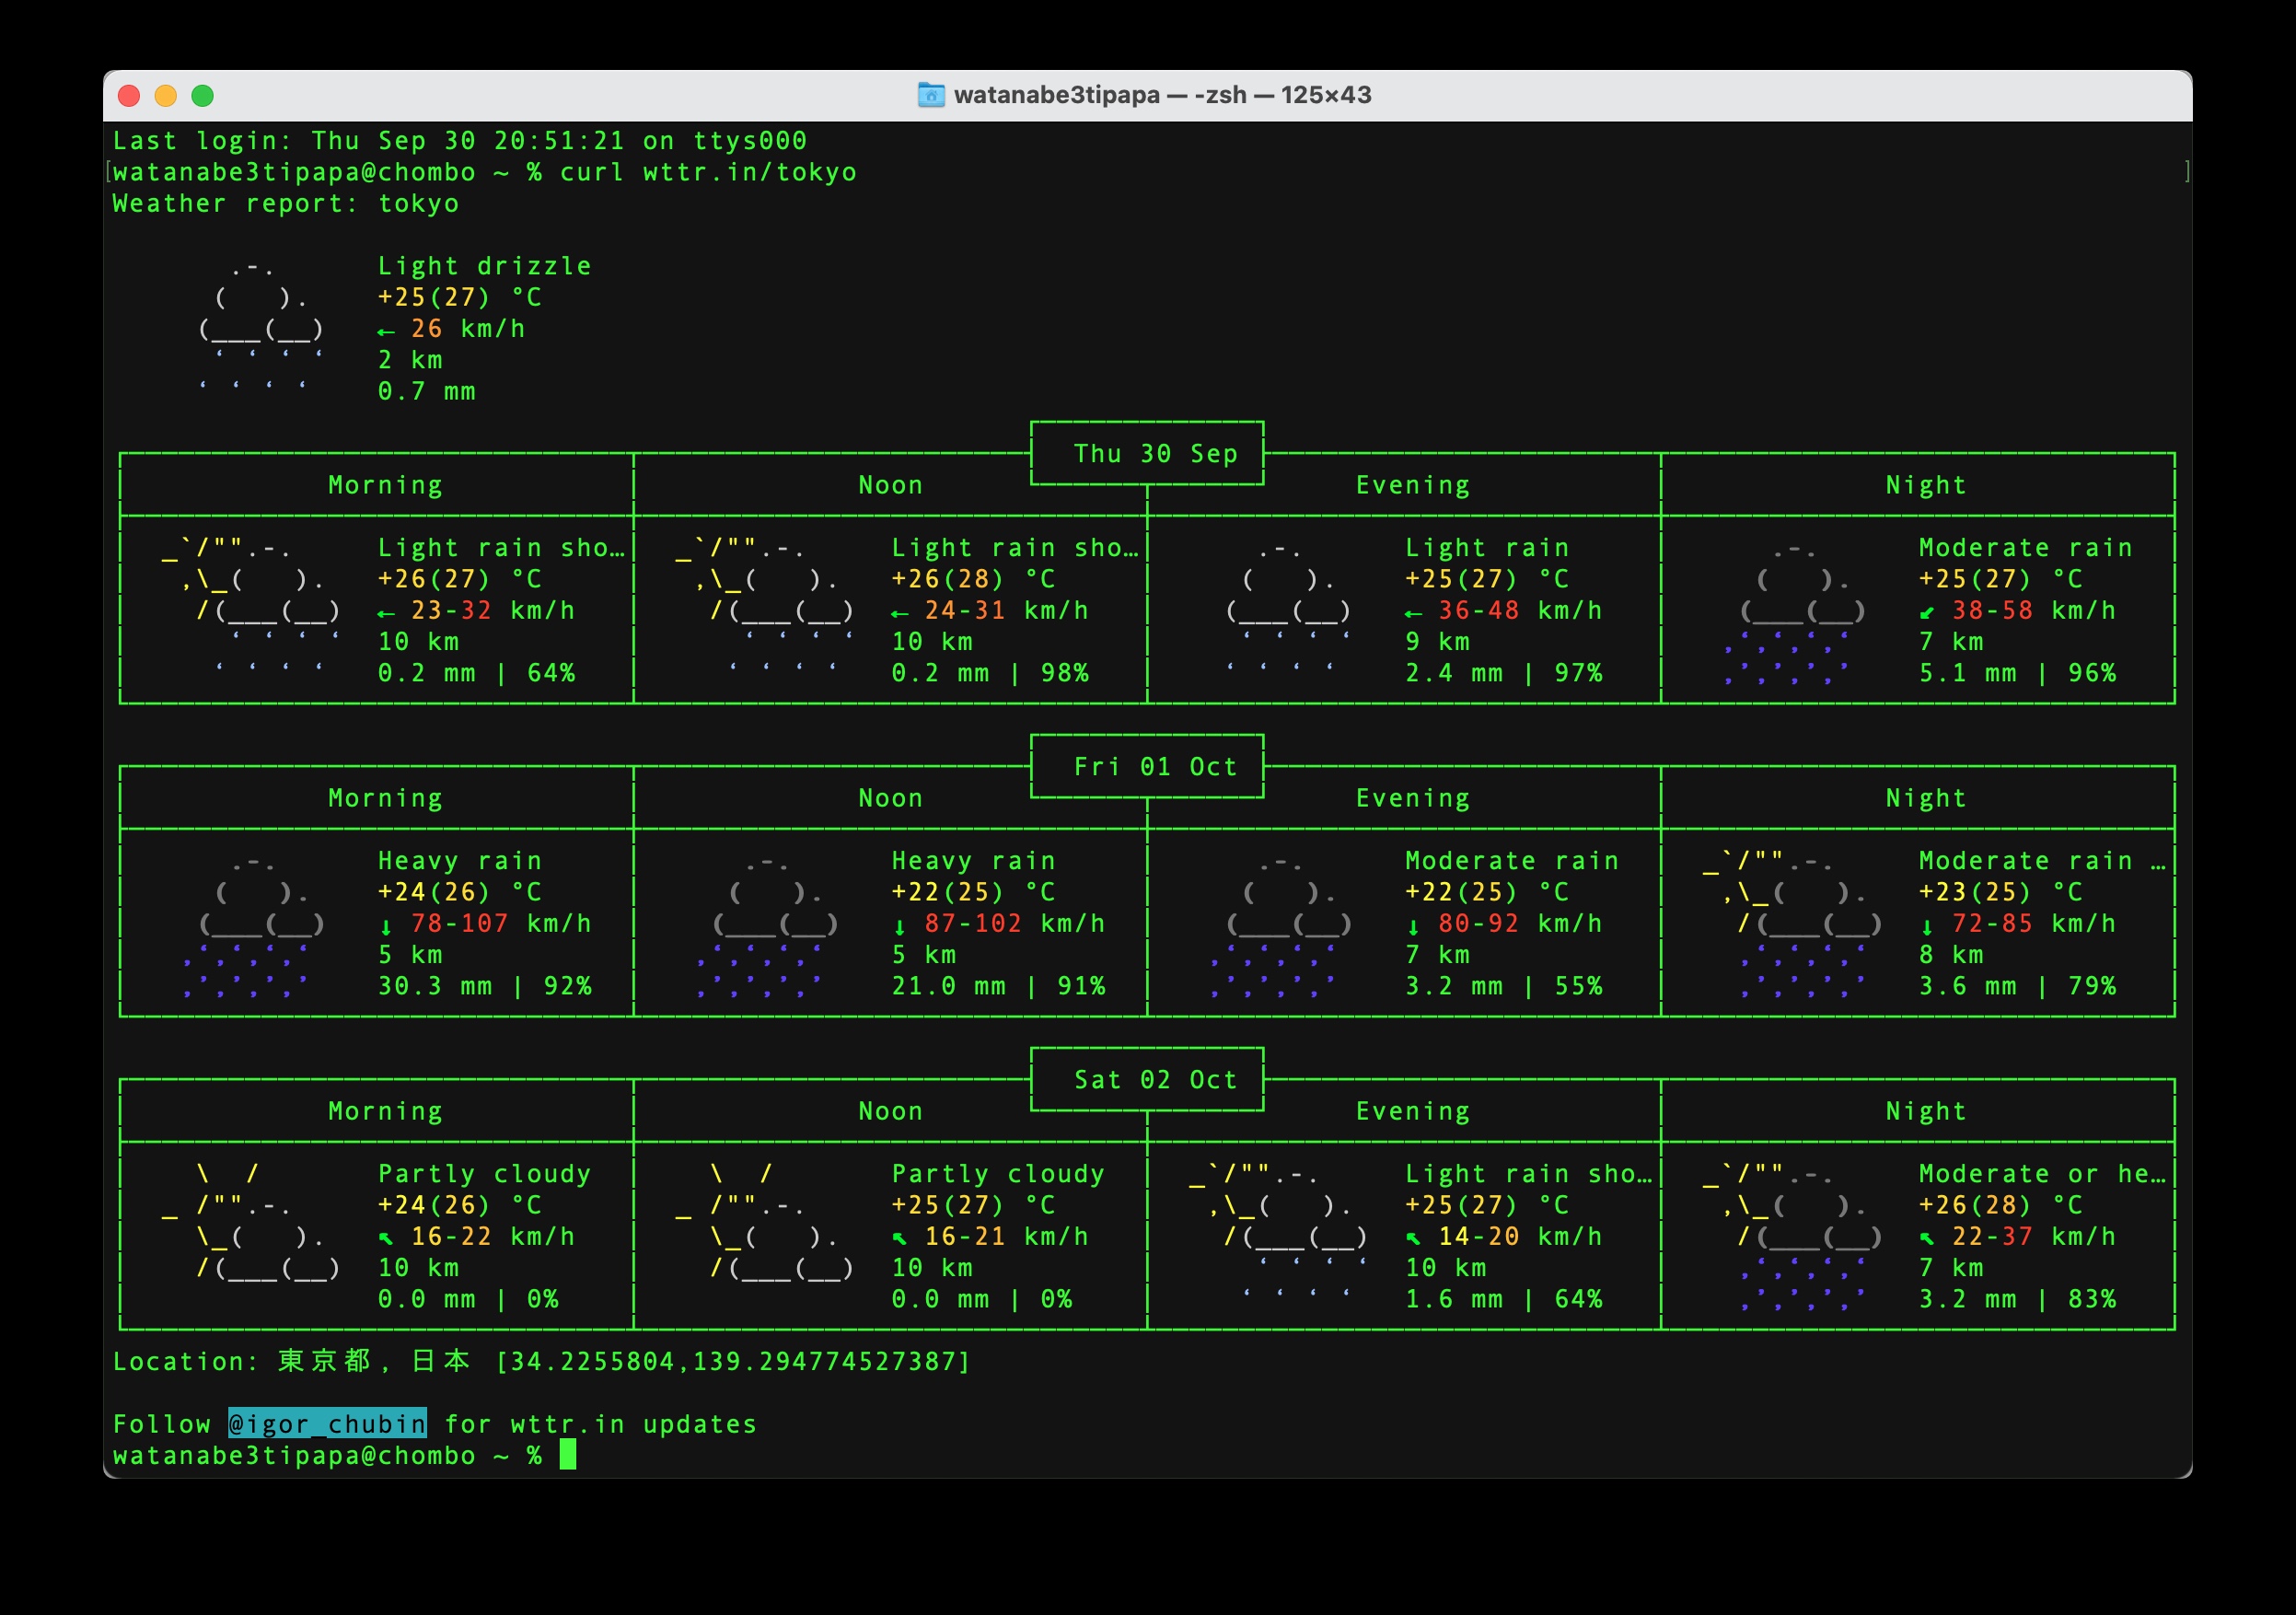 watanabe3tipapa — -zsh — 125×43
Last login: Thu Sep 30 20:51:21 on ttys000
[watanabe3tipapa@chombo ~ % curl wttr.in/tokyo ]
Weather report: tokyo
Light drizzle
+25(27) °C
← 26 km/h
2 km
0.7 mm
Thu 30 Sep
Morning Noon Evening Night
Light rain sho… Light rain sho… Light rain Moderate rain
+26(27) °C +26(28) °C +25(27) °C +25(27) °C
← 23-32 km/h ← 24-31 km/h ← 36-48 km/h ↙ 38-58 km/h
10 km 10 km 9 km 7 km
0.2 mm | 64% 0.2 mm | 98% 2.4 mm | 97% 5.1 mm | 96%
Fri 01 Oct
Morning Noon Evening Night
Heavy rain Heavy rain Moderate rain Moderate rain …
+24(26) °C +22(25) °C +22(25) °C +23(25) °C
↓ 78-107 km/h ↓ 87-102 km/h ↓ 80-92 km/h ↓ 72-85 km/h
5 km 5 km 7 km 8 km
30.3 mm | 92% 21.0 mm | 91% 3.2 mm | 55% 3.6 mm | 79%
Sat 02 Oct
Morning Noon Evening Night
Partly cloudy Partly cloudy Light rain sho… Moderate or he…
+24(26) °C +25(27) °C +25(27) °C +26(28) °C
↖ 16-22 km/h ↖ 16-21 km/h ↖ 14-20 km/h ↖ 22-37 km/h
10 km 10 km 10 km 7 km
0.0 mm | 0% 0.0 mm | 0% 1.6 mm | 64% 3.2 mm | 83%
Location: 東京都, 日本 [34.2255804,139.294774527387]
Follow @igor_chubin for wttr.in updates
watanabe3tipapa@chombo ~ %